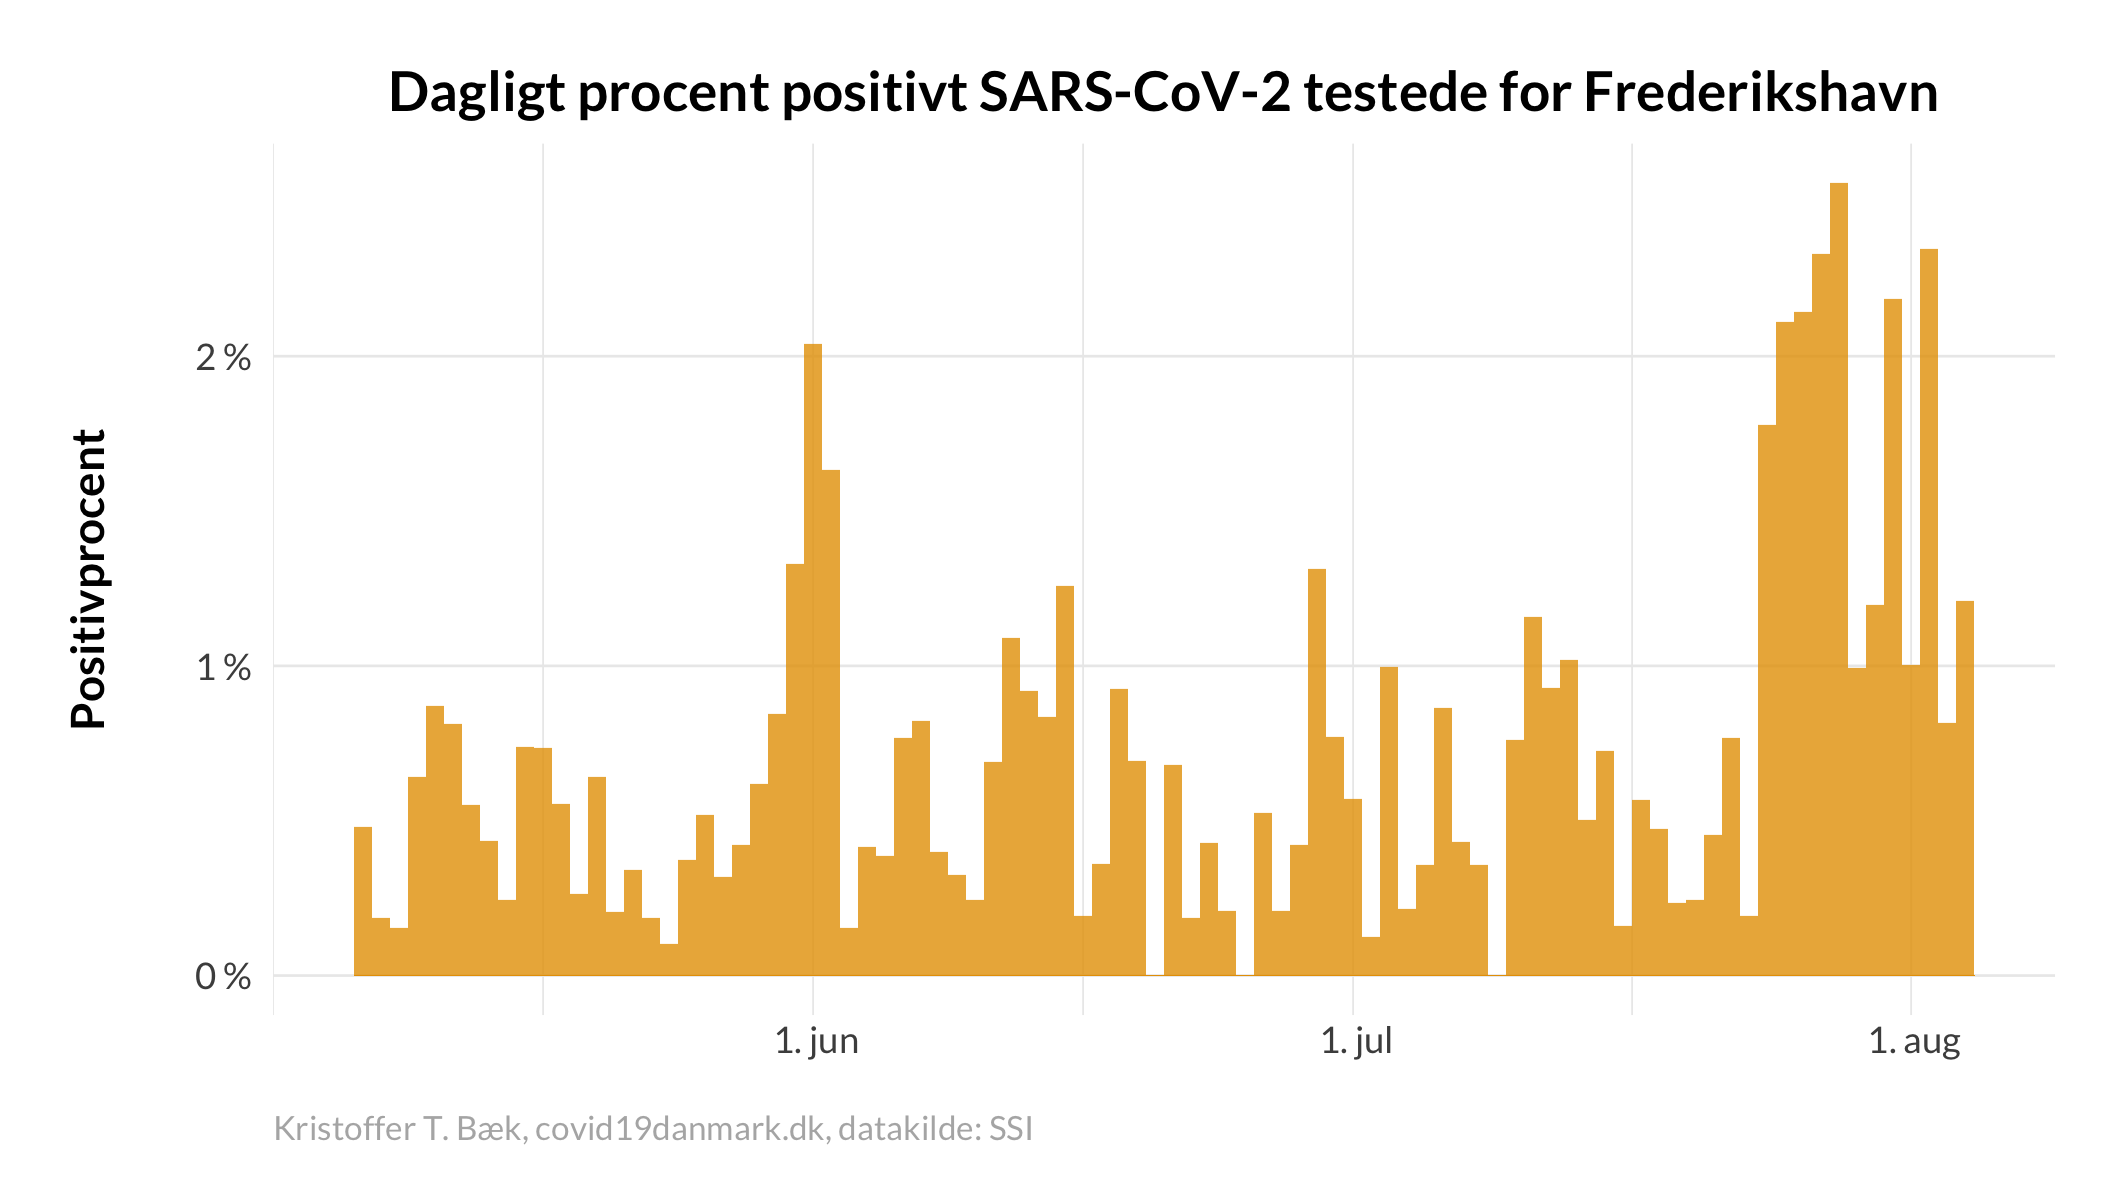 Dagligt procent positivt SARS-CoV-2 testede for Frederikshavn
Positivprocent
2 %
1 %
0 %
1. jun
1. jul
1. aug
Kristoffer T. Bæk, covid19danmark.dk, datakilde: SSI